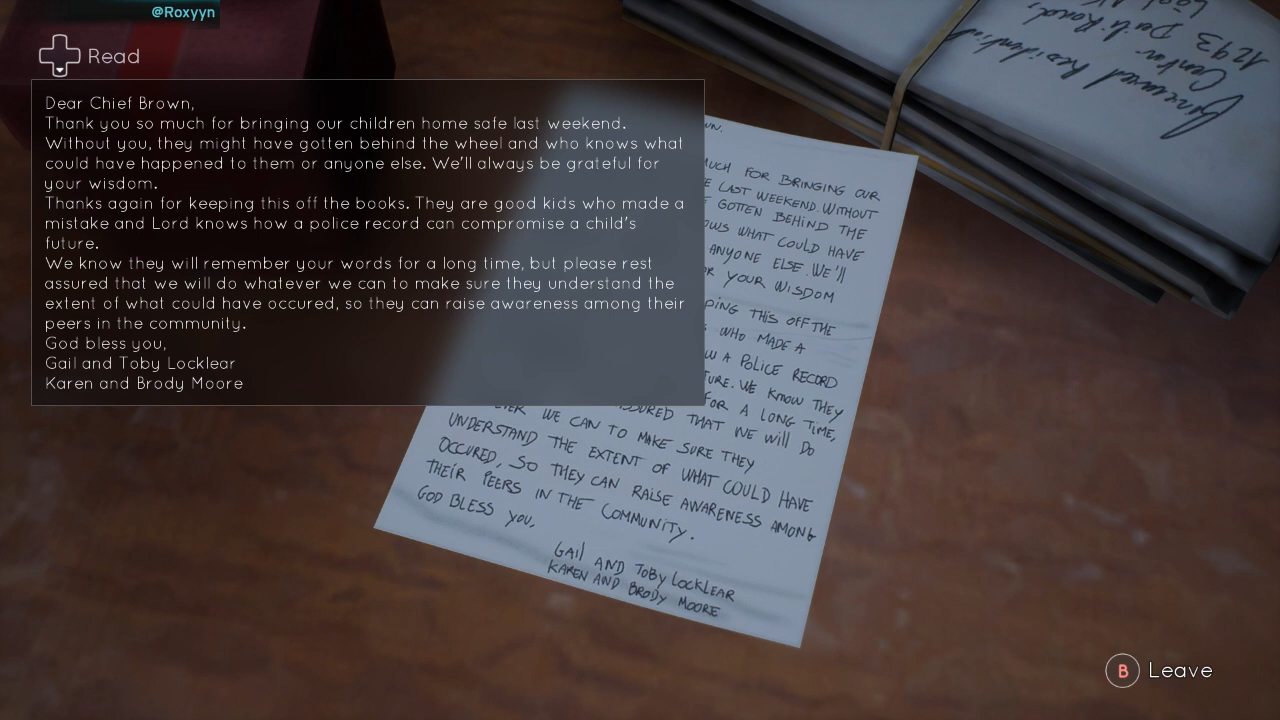 @Roxyyn
Read
Dear Chief Brown,
Thank you so much for bringing our children home safe last weekend.
Without you, they might have gotten behind the wheel and who knows what
could have happened to them or anyone else. We'll always be grateful for
your wisdom.
Thanks again for keeping this off the books. They are good kids who made a
mistake and Lord knows how a police record can compromise a child's
future.
We know they will remember your words for a long time, but please rest
assured that we will do whatever we can to make sure they understand the
extent of what could have occured, so they can raise awareness among their
peers in the community.
God bless you,
Gail and Toby Locklear
Karen and Brody Moore
FOR BRINGING OUR
LAST WEEKEND. WITHOUT
GOTTEN BEHIND THE
WHAT COULD HAVE
ANYONE ELSE. WE'll
YOUR WISDOM
THIS OFF THE
WHO MADE A
A POLICE RECORD
WE KNOW THEY
FOR A LONG TIME,
THAT WE WILL DO
WE CAN TO MAKE SURE THEY
UNDERSTAND THE EXTENT OF WHAT COULD HAVE
OCCURED, SO THEY CAN RAISE AWARENESS AMONG
THEIR PEERS IN THE COMMUNITY.
GOD BLESS YOU,
GAIL AND TOBY LOCKLEAR
KAREN AND BRODY MOORE
1293
B Leave